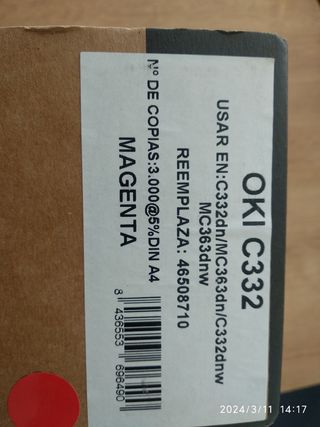 OKI C332
USAR EN:C332dn/MC363dn/C332dnw
MC363dnw
REEMPLAZA: 46508710
Nº DE COPIAS:3.000@5%DIN A4
MAGENTA
8 436553 696490
2024/3/11 14:17